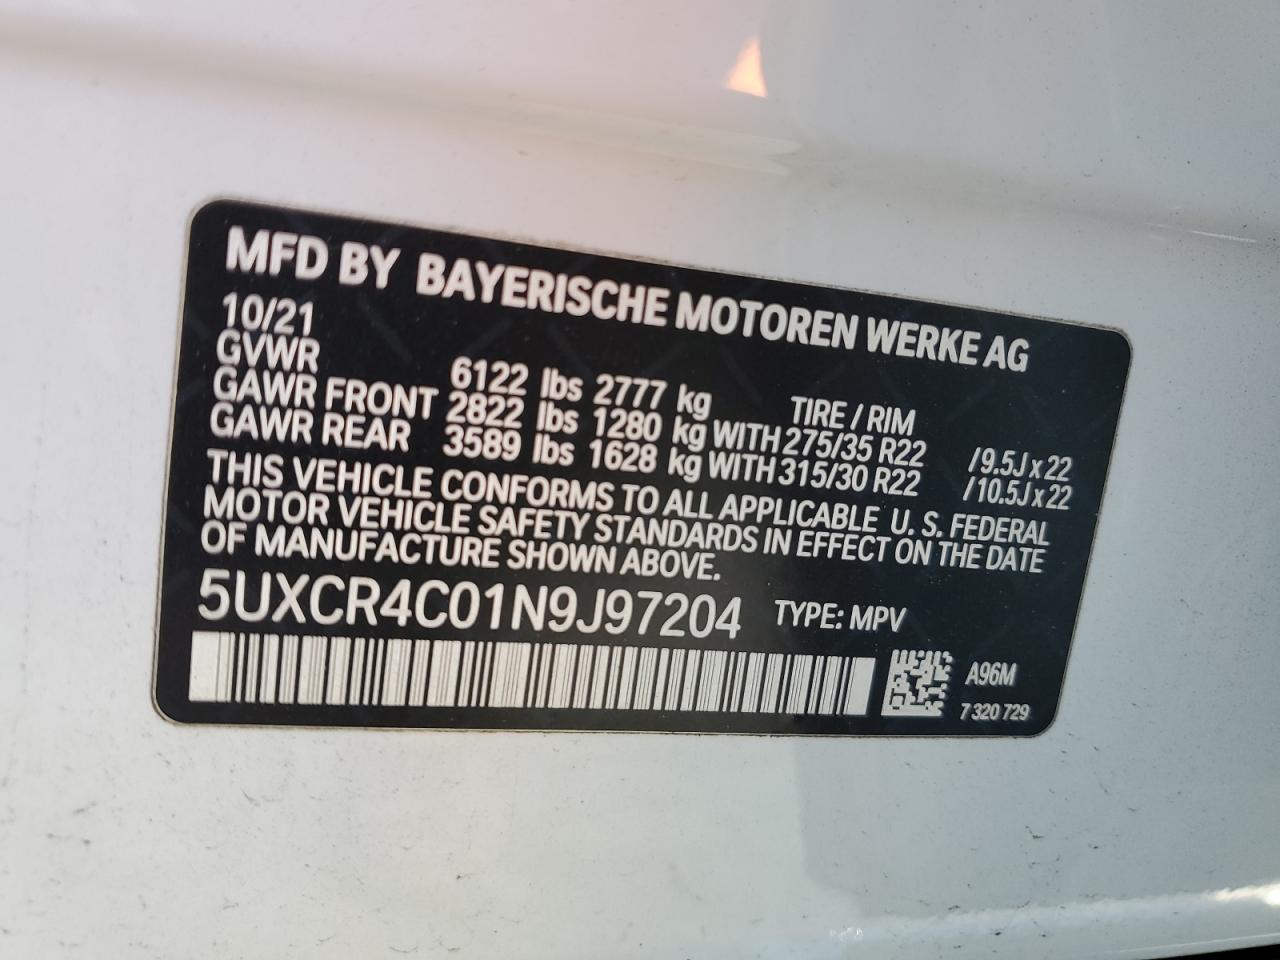 MFD BY BAYERISCHE MOTOREN WERKE AG
10/21
GVWR 6122 lbs 2777 kg TIRE / RIM
GAWR FRONT 2822 lbs 1280 kg WITH 275/35 R22 /9.5J x 22
GAWR REAR 3589 lbs 1628 kg WITH 315/30 R22 /10.5J x 22
THIS VEHICLE CONFORMS TO ALL APPLICABLE U. S. FEDERAL
MOTOR VEHICLE SAFETY STANDARDS IN EFFECT ON THE DATE
OF MANUFACTURE SHOWN ABOVE.
5UXCR4C01N9J97204 TYPE: MPV
A96M
7 320 729